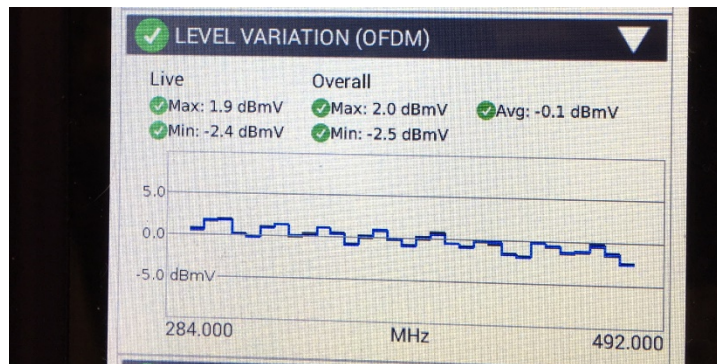 LEVEL VARIATION (OFDM)
Live Overall
Max: 1.9 dBmV Max: 2.0 dBmV Avg: -0.1 dBmV
Min: -2.4 dBmV Min: -2.5 dBmV
5.0
0.0
-5.0 dBmV
284.000 MHz 492.000